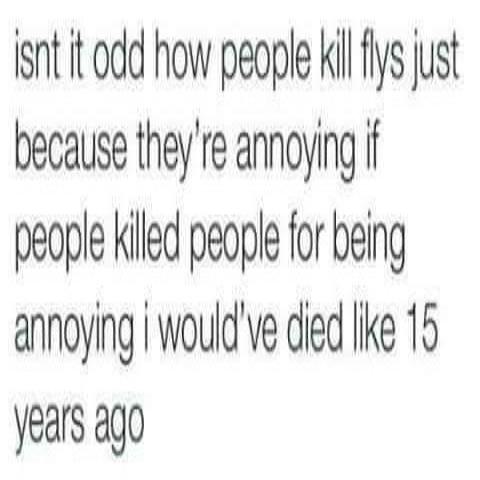 isnt it odd how people kill flys just
because they're annoying if
people killed people for being
annoying i would've died like 15
years ago